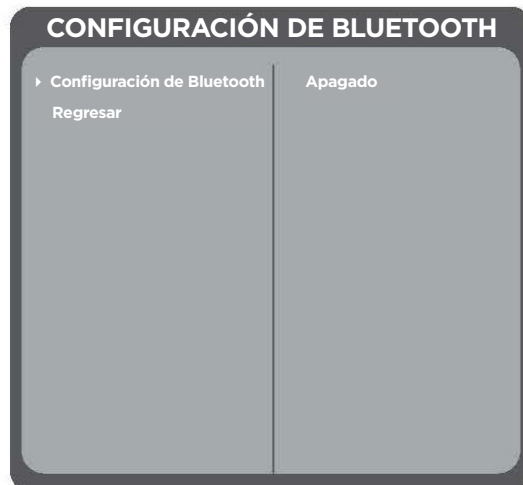 CONFIGURACIÓN DE BLUETOOTH
Configuración de Bluetooth Apagado
Regresar